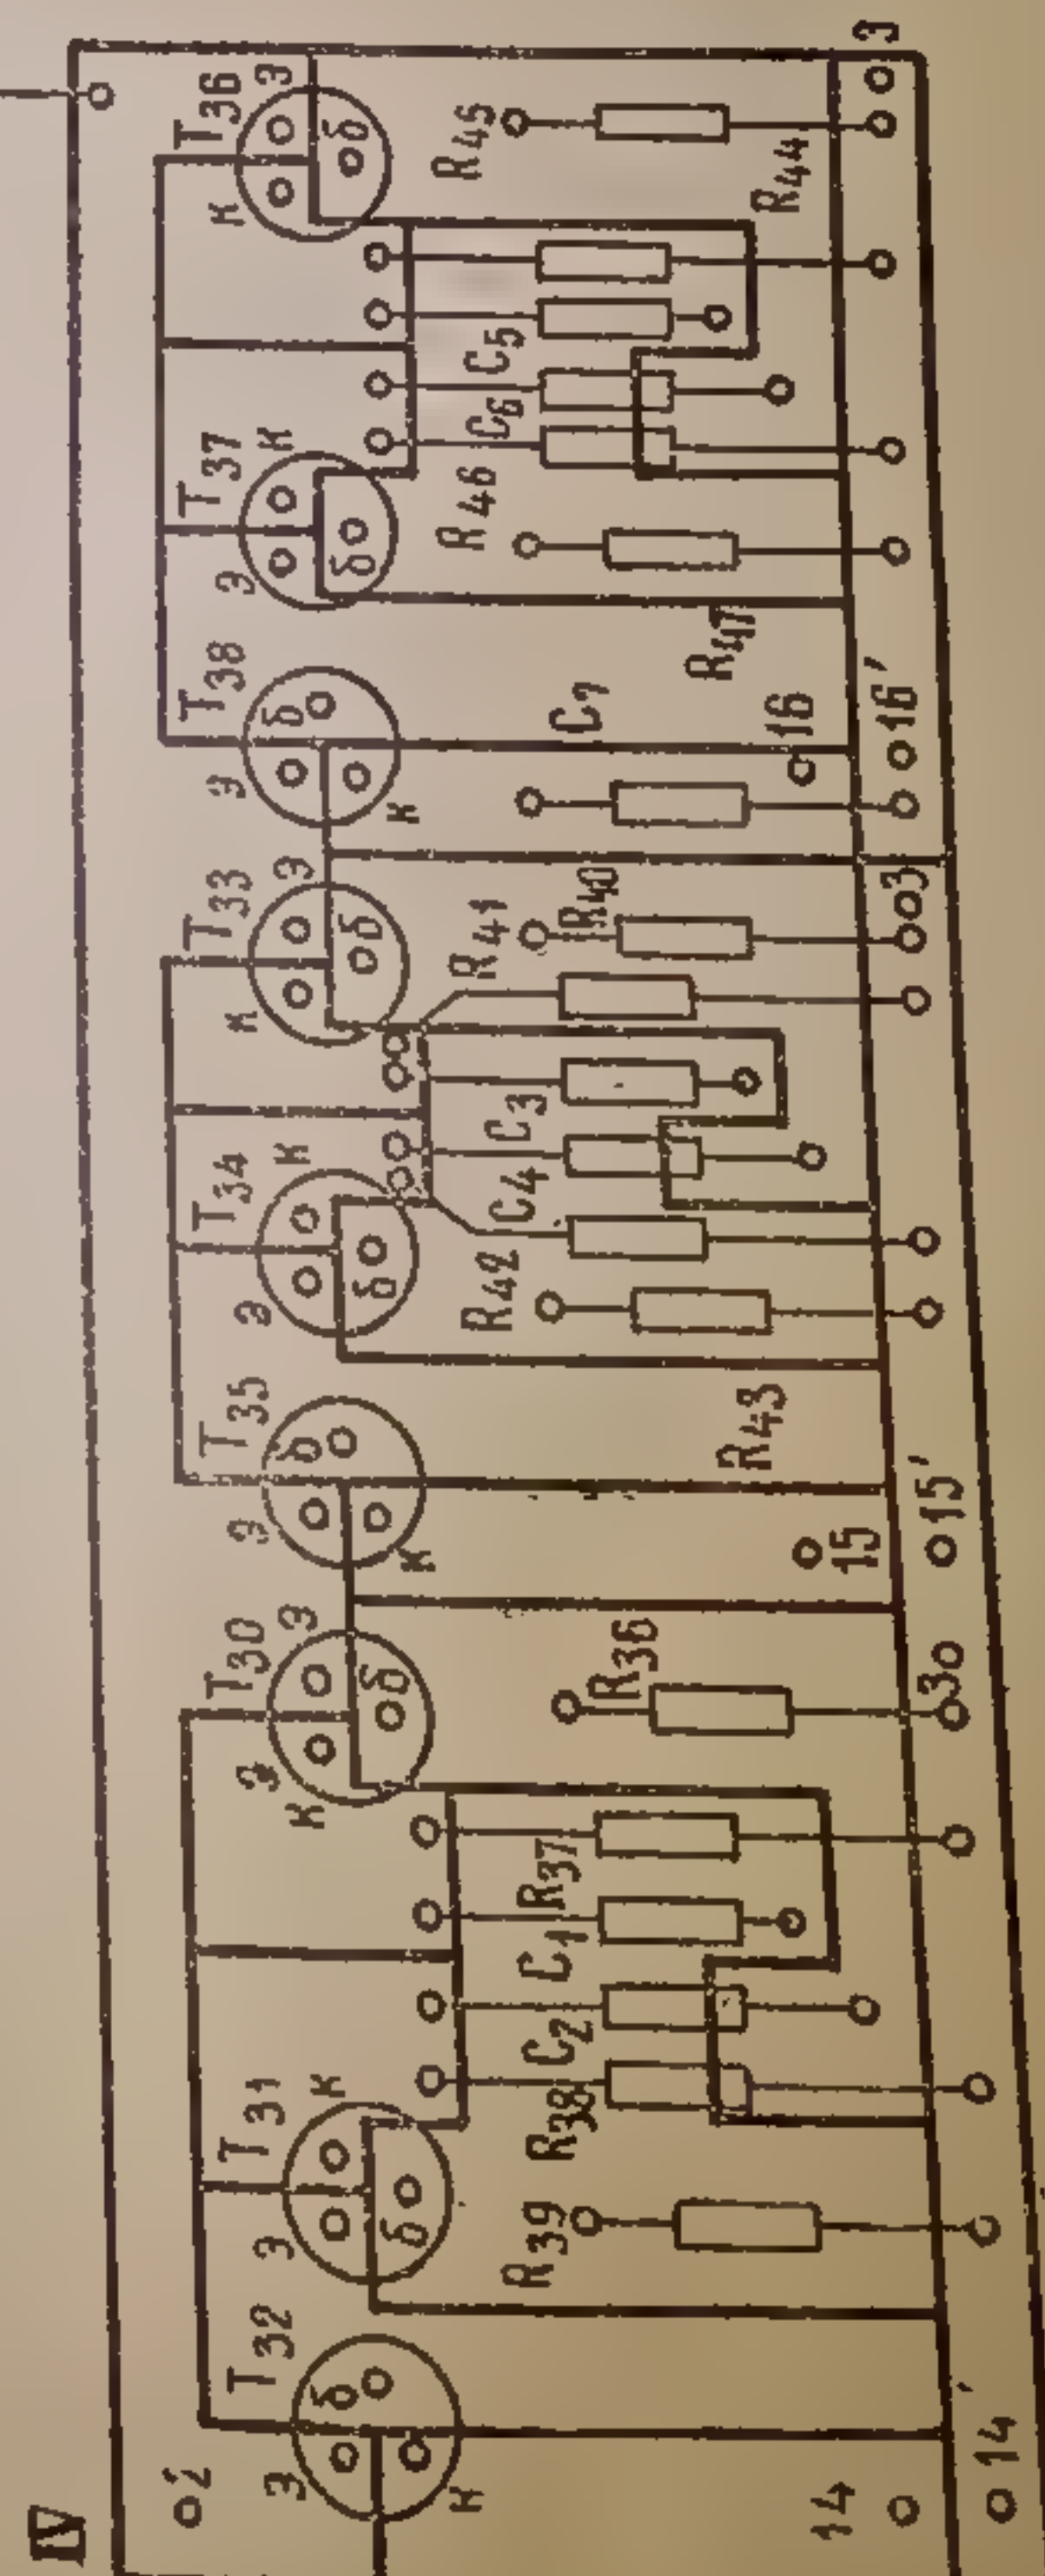 IV
2
T32 T31 T30 T35 T34 T33 T38 T37 T36
э б к
э к б
к э б
э б к
э к б
к э б
э б к
э к б
к э б
R39 R38 C2 C1 R37 R36
R42 C4 C3 R41 R40
C7 R46 C6 C5 R45
R43 R47 R44
14 15 16
14' 3 15' 3 16' 3